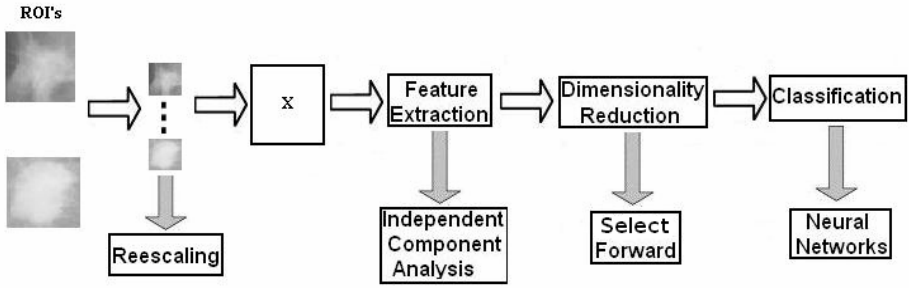 ROI's
X
Feature
Extraction
Dimensionality
Reduction
Classification
Reescaling
Independent
Component
Analysis
Select
Forward
Neural
Networks